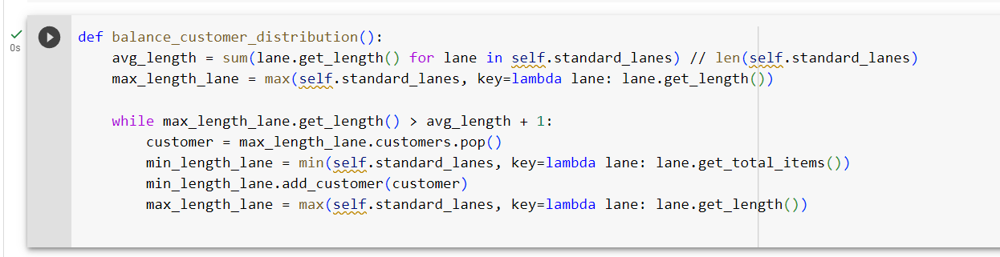 def balance_customer_distribution():
    avg_length = sum(lane.get_length() for lane in self.standard_lanes) // len(self.standard_lanes)
    max_length_lane = max(self.standard_lanes, key=lambda lane: lane.get_length())

    while max_length_lane.get_length() > avg_length + 1:
        customer = max_length_lane.customers.pop()
        min_length_lane = min(self.standard_lanes, key=lambda lane: lane.get_total_items())
        min_length_lane.add_customer(customer)
        max_length_lane = max(self.standard_lanes, key=lambda lane: lane.get_length())
0s